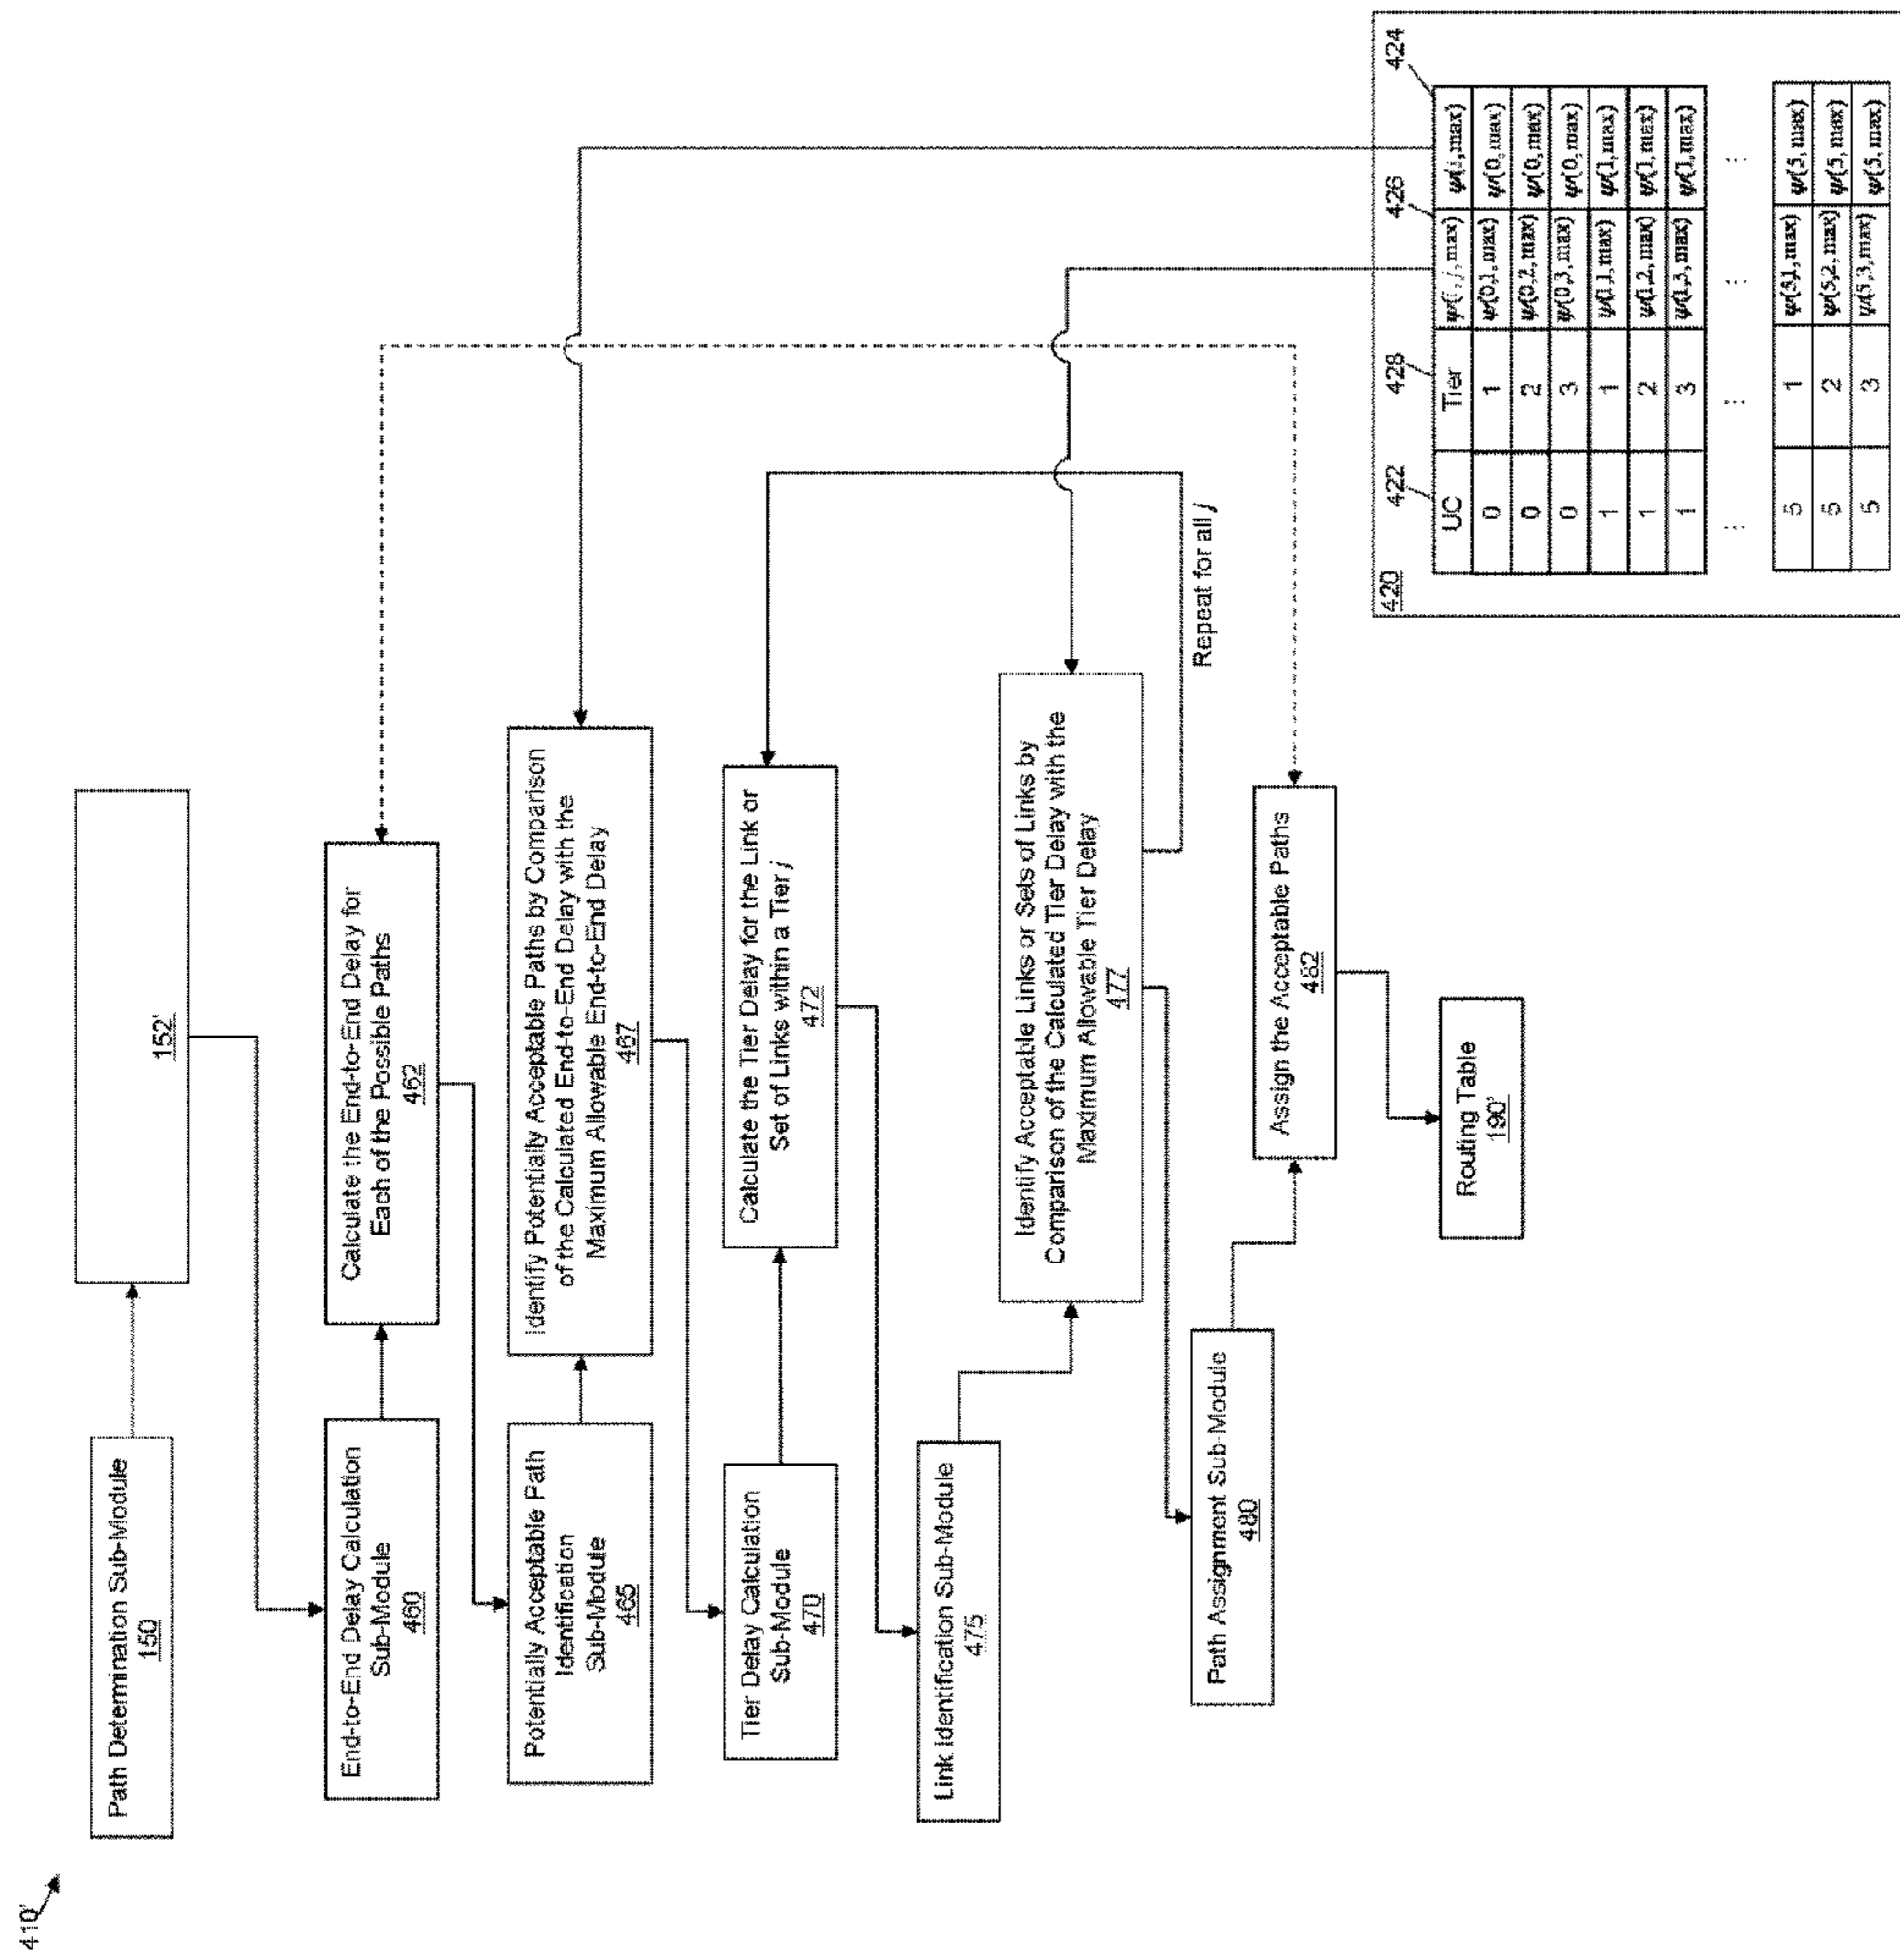 410'
Path Determination Sub-Module
150
152'
End-to-End Delay Calculation
Sub-Module
460
Calculate the End-to-End Delay for
Each of the Possible Paths
462
Potentially Acceptable Path
Identification
Sub-Module
465
Identify Potentially Acceptable Paths by Comparison
of the Calculated End-to-End Delay with the
Maximum Allowable End-to-End Delay
467
Tier Delay Calculation
Sub-Module
470
Calculate the Tier Delay for the Link or
Set of Links within a Tier j
472
Link Identification Sub-Module
475
Identify Acceptable Links or Sets of Links by
Comparison of the Calculated Tier Delay with the
Maximum Allowable Tier Delay
477
Repeat for all j
Path Assignment Sub-Module
480
Assign the Acceptable Paths
482
Routing Table
190'
420
422 428 426 424
UC Tier ψ(i,j,max) ψ(i,max)
0 1 ψ(0,1,max) ψ(0,max)
0 2 ψ(0,2,max) ψ(0,max)
0 3 ψ(0,3,max) ψ(0,max)
1 1 ψ(1,1,max) ψ(1,max)
1 2 ψ(1,2,max) ψ(1,max)
1 3 ψ(1,3,max) ψ(1,max)
⋮ ⋮ ⋮ ⋮
5 1 ψ(5,1,max) ψ(5,max)
5 2 ψ(5,2,max) ψ(5,max)
5 3 ψ(5,3,max) ψ(5,max)